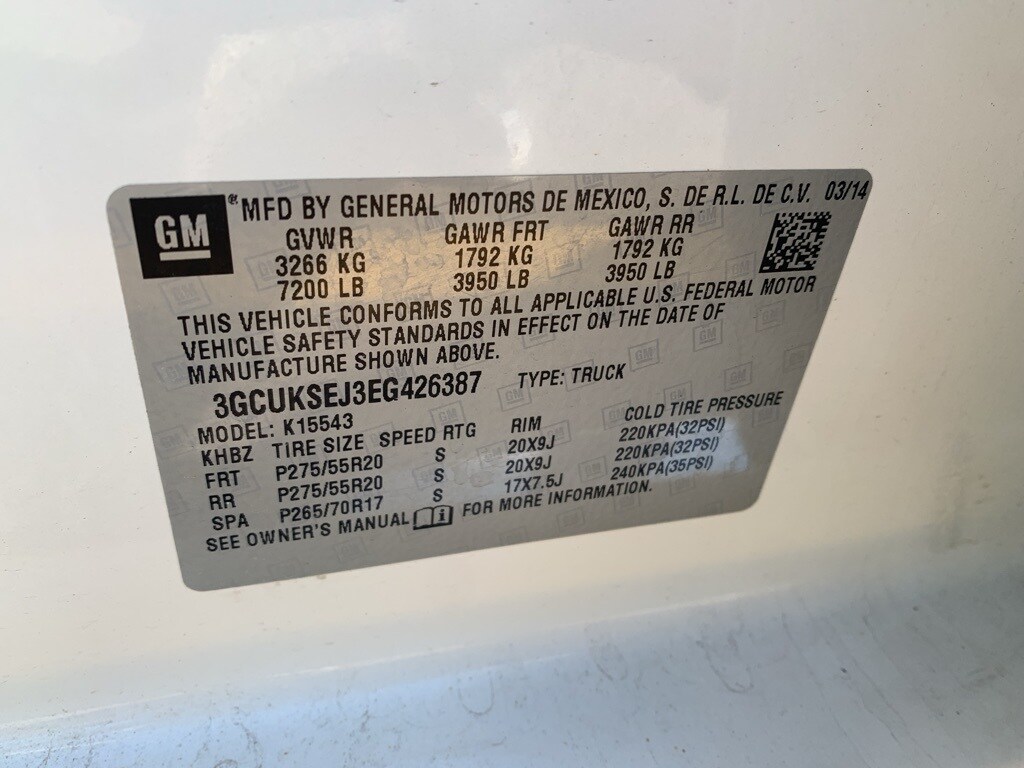 GM ® MFD BY GENERAL MOTORS DE MEXICO, S. DE R.L. DE C.V. 03/14
GVWR GAWR FRT GAWR RR
3266 KG 1792 KG 1792 KG
7200 LB 3950 LB 3950 LB
THIS VEHICLE CONFORMS TO ALL APPLICABLE U.S. FEDERAL MOTOR
VEHICLE SAFETY STANDARDS IN EFFECT ON THE DATE OF
MANUFACTURE SHOWN ABOVE.
3GCUKSEJ3EG426387 TYPE: TRUCK
MODEL: K15543
KHBZ TIRE SIZE SPEED RTG RIM COLD TIRE PRESSURE
FRT P275/55R20 S 20X9J 220KPA(32PSI)
RR P275/55R20 S 20X9J 220KPA(32PSI)
SPA P265/70R17 S 17X7.5J 240KPA(35PSI)
SEE OWNER'S MANUAL FOR MORE INFORMATION.